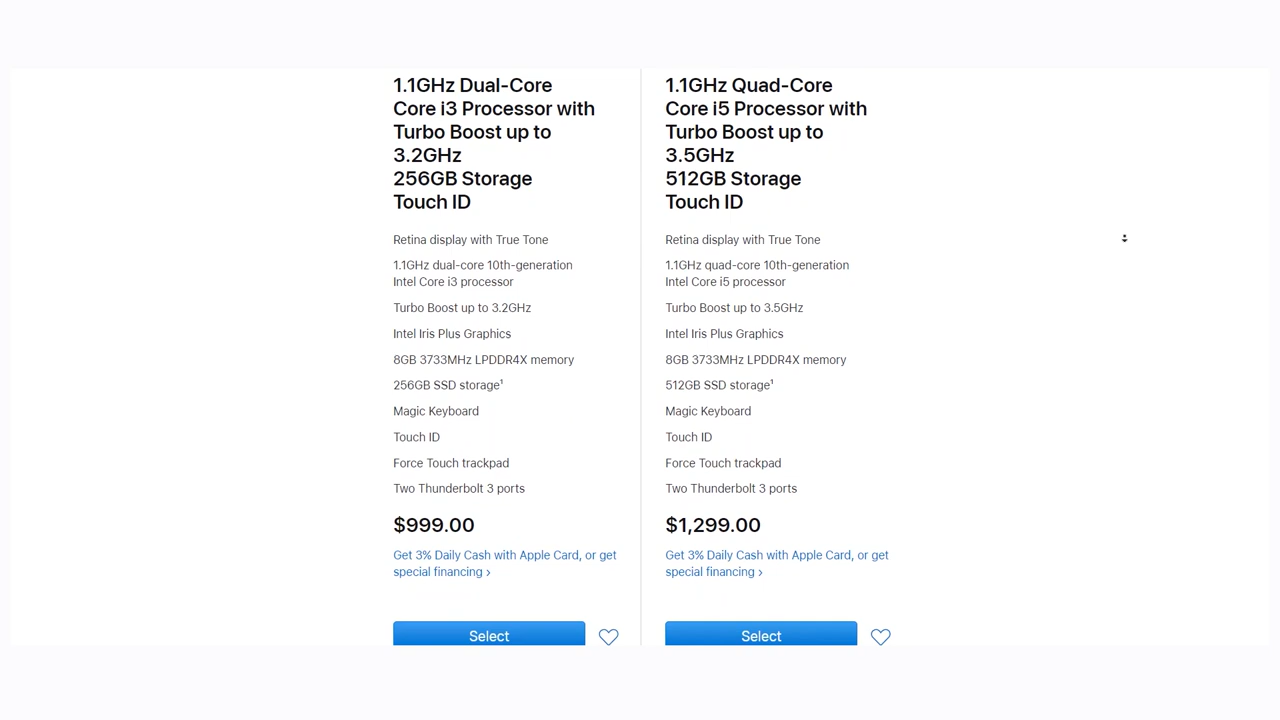 1.1GHz Dual-Core
Core i3 Processor with
Turbo Boost up to
3.2GHz
256GB Storage
Touch ID
Retina display with True Tone
1.1GHz dual-core 10th-generation
Intel Core i3 processor
Turbo Boost up to 3.2GHz
Intel Iris Plus Graphics
8GB 3733MHz LPDDR4X memory
256GB SSD storage¹
Magic Keyboard
Touch ID
Force Touch trackpad
Two Thunderbolt 3 ports
$999.00
Get 3% Daily Cash with Apple Card, or get
special financing ›
Select
1.1GHz Quad-Core
Core i5 Processor with
Turbo Boost up to
3.5GHz
512GB Storage
Touch ID
Retina display with True Tone
1.1GHz quad-core 10th-generation
Intel Core i5 processor
Turbo Boost up to 3.5GHz
Intel Iris Plus Graphics
8GB 3733MHz LPDDR4X memory
512GB SSD storage¹
Magic Keyboard
Touch ID
Force Touch trackpad
Two Thunderbolt 3 ports
$1,299.00
Get 3% Daily Cash with Apple Card, or get
special financing ›
Select